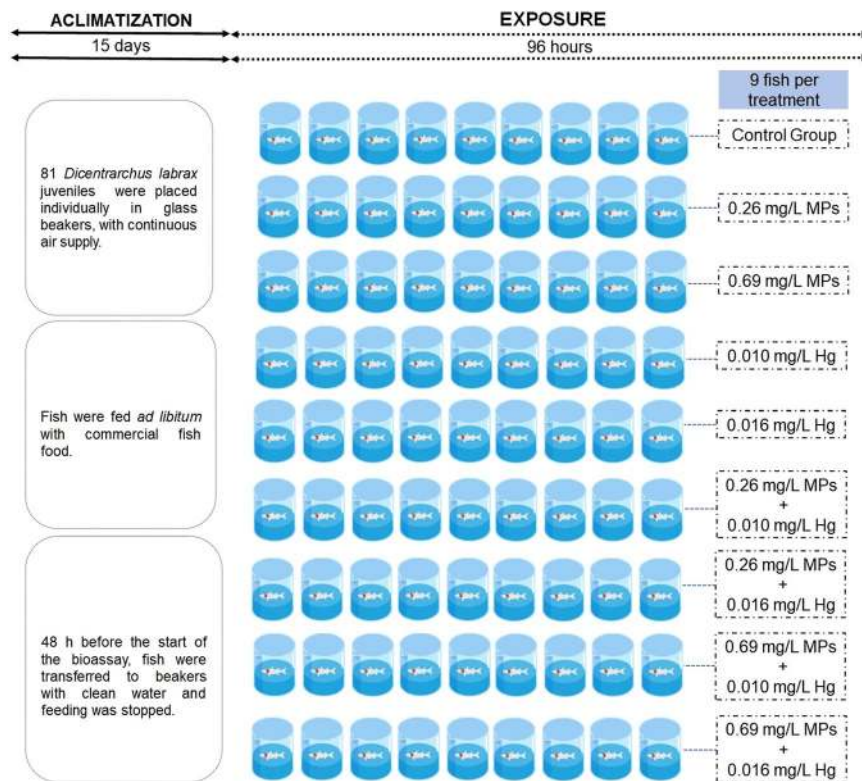 ACLIMATIZATION
EXPOSURE
15 days
96 hours
9 fish per
treatment
81 Dicentrarchus labrax
juveniles were placed
individually in glass
beakers, with continuous
air supply.
Fish were fed ad libitum
with commercial fish
food.
48 h before the start of
the bioassay, fish were
transferred to beakers
with clean water and
feeding was stopped.
Control Group
0.26 mg/L MPs
0.69 mg/L MPs
0.010 mg/L Hg
0.016 mg/L Hg
0.26 mg/L MPs
+
0.010 mg/L Hg
0.26 mg/L MPs
+
0.016 mg/L Hg
0.69 mg/L MPs
+
0.010 mg/L Hg
0.69 mg/L MPs
+
0.016 mg/L Hg